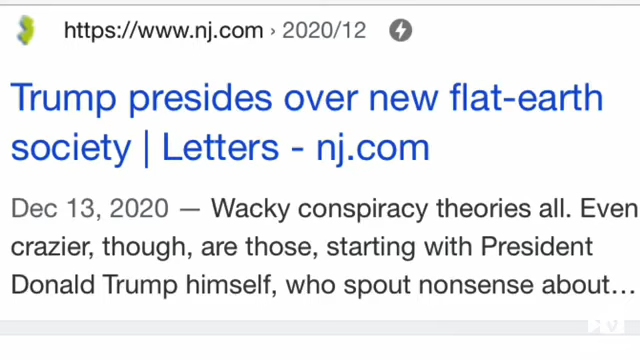 https://www.nj.com › 2020/12
Trump presides over new flat-earth
society | Letters - nj.com
Dec 13, 2020 — Wacky conspiracy theories all. Even
crazier, though, are those, starting with President
Donald Trump himself, who spout nonsense about...